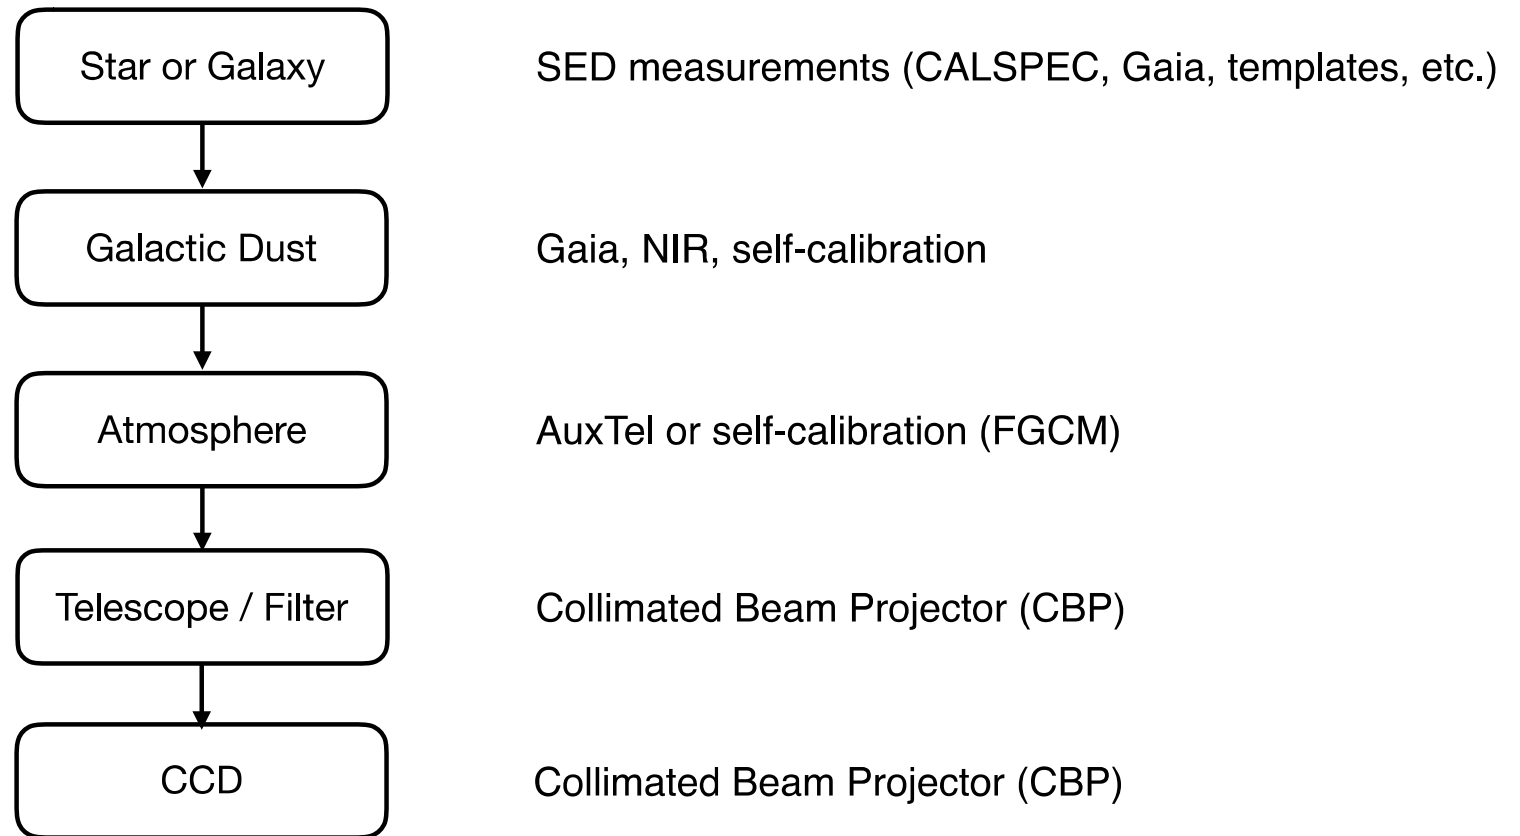 Star or Galaxy
SED measurements (CALSPEC, Gaia, templates, etc.)
Galactic Dust
Gaia, NIR, self-calibration
Atmosphere
AuxTel or self-calibration (FGCM)
Telescope / Filter
Collimated Beam Projector (CBP)
CCD
Collimated Beam Projector (CBP)